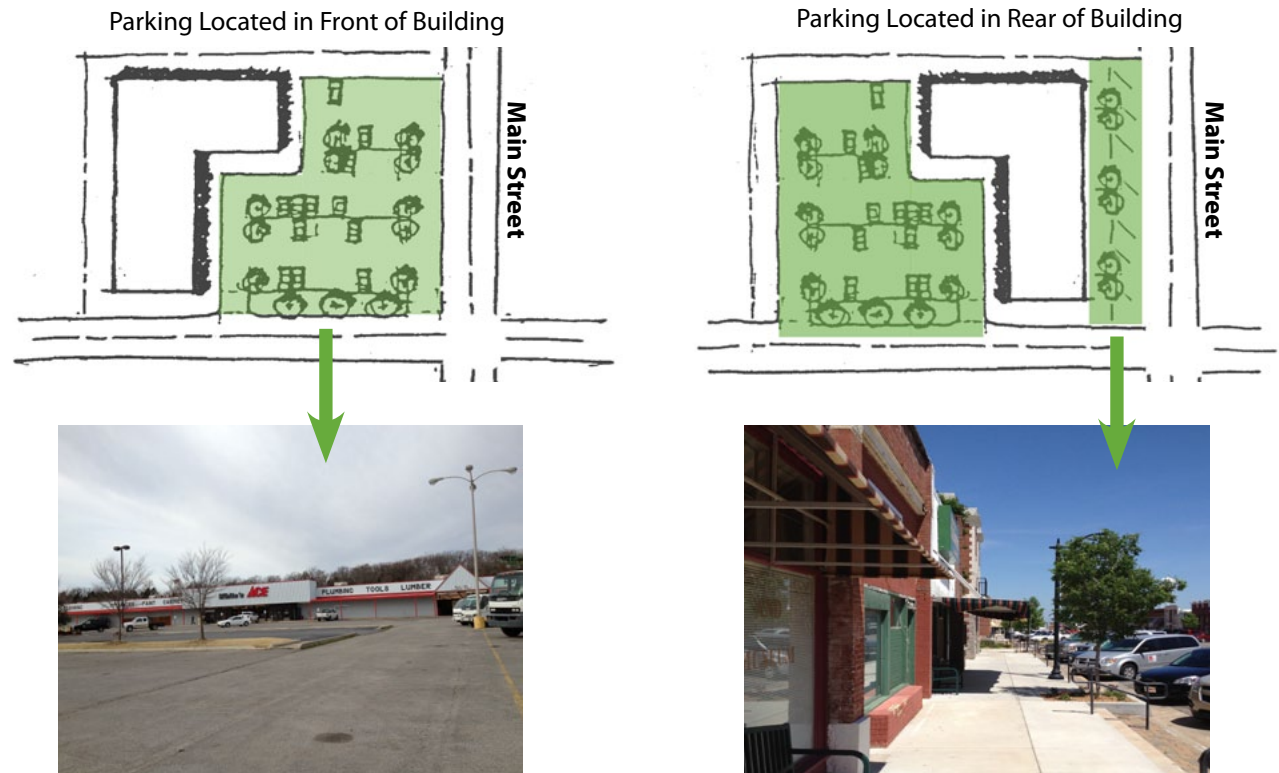 Parking Located in Front of Building
Parking Located in Rear of Building
Main Street
Main Street
ACE
PLUMBING TOOLS LUMBER